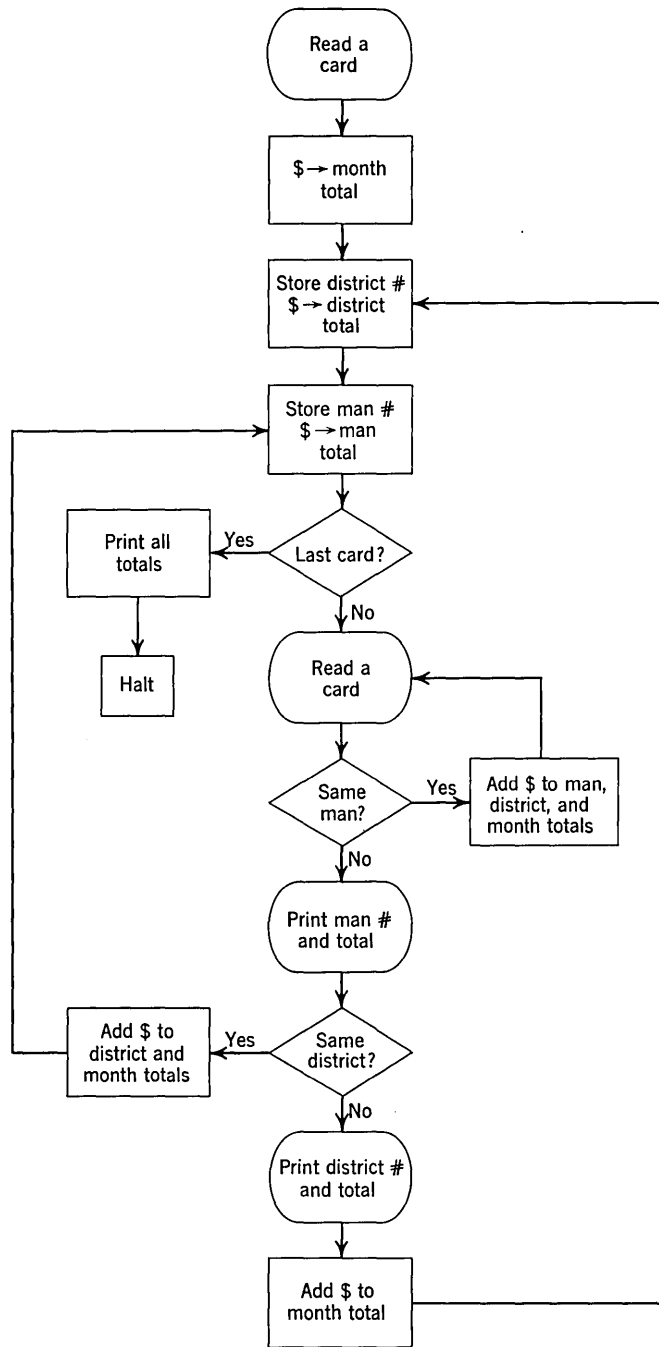 Read a
card
$→month
total
Store district #
$→district
total
Store man #
$→man
total
Print all
totals
Yes
Last card?
No
Halt
Read a
card
Same
man?
Yes
Add $ to man,
district, and
month totals
No
Print man #
and total
Add $ to
district and
month totals
Yes
Same
district?
No
Print district #
and total
Add $ to
month total